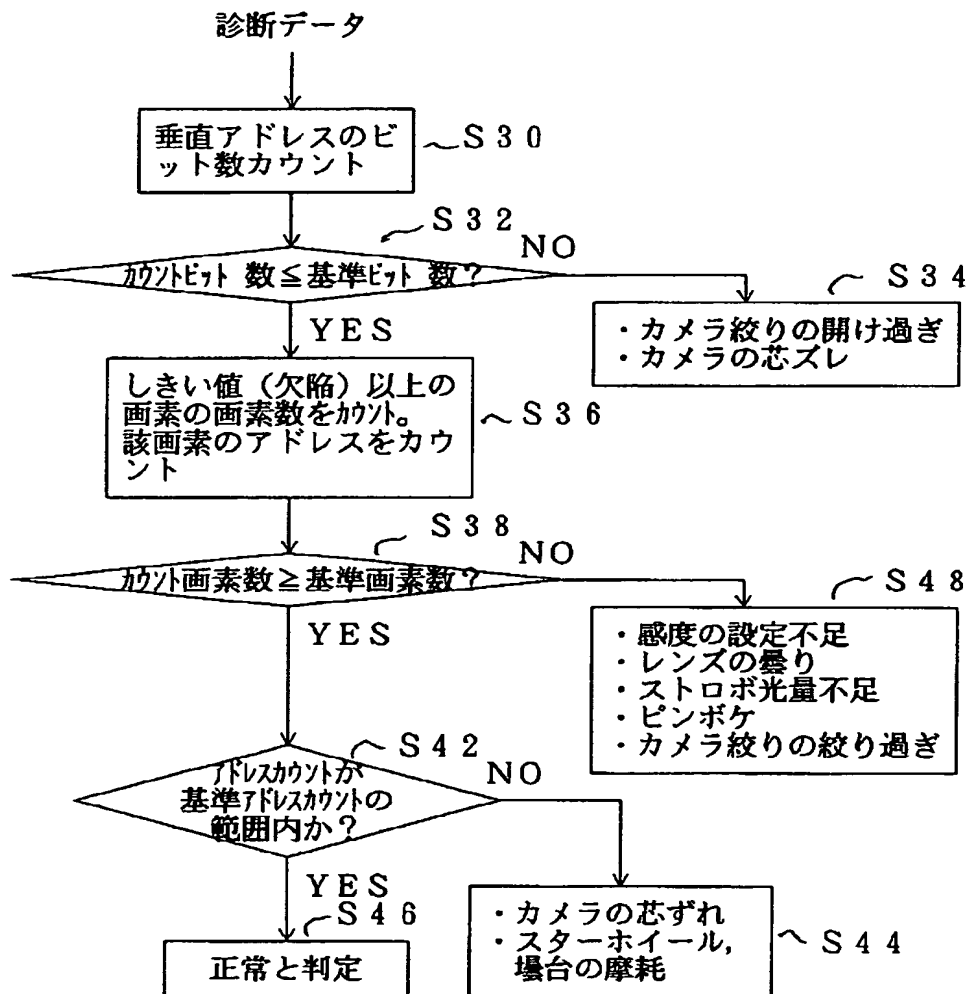 診断データ
垂直アドレスのビ
ット数カウント
S30
S32
カウントビット 数≦基準ビット 数？
NO
YES
S34
・カメラ絞りの開け過ぎ
・カメラの芯ズレ
しきい値（欠陥）以上の
画素の画素数をカウント。
該画素のアドレスをカウ
ント
S36
S38
カウント画素数≧基準画素数？
NO
YES
S48
・感度の設定不足
・レンズの曇り
・ストロボ光量不足
・ピンボケ
・カメラ絞りの絞り過ぎ
S42
アドレスカウントが
基準アドレスカウントの
範囲内か？
NO
YES
S46
正常と判定
・カメラの芯ずれ
・スターホイール，
壜台の摩耗
S44